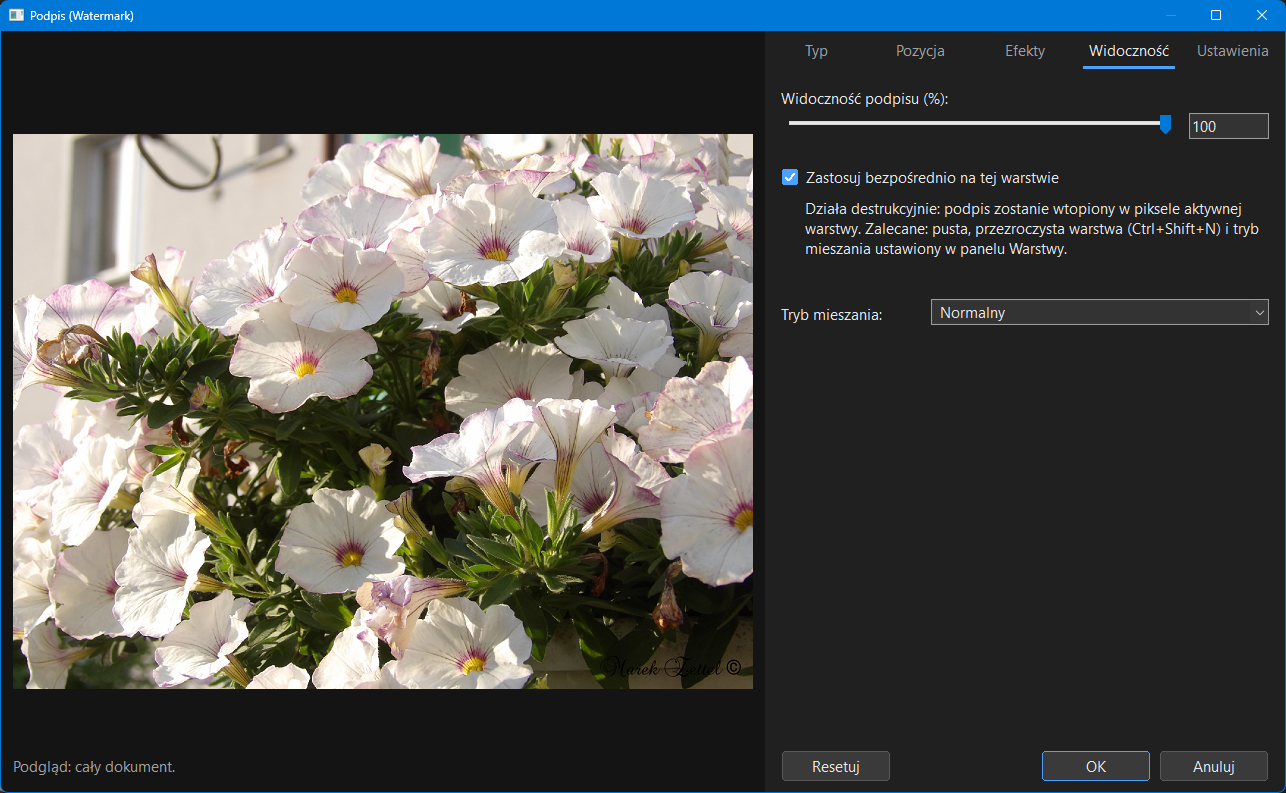 Podpis (Watermark)
Typ
Pozycja
Efekty
Widoczność
Ustawienia
Widoczność podpisu (%):
100
Zastosuj bezpośrednio na tej warstwie
Działa destrukcyjnie: podpis zostanie wtopiony w piksele aktywnej
warstwy. Zalecane: pusta, przezroczysta warstwa (Ctrl+Shift+N) i tryb
mieszania ustawiony w panelu Warstwy.
Tryb mieszania:
Normalny
Marek Zettel ©
Podgląd: cały dokument.
Resetuj
OK
Anuluj